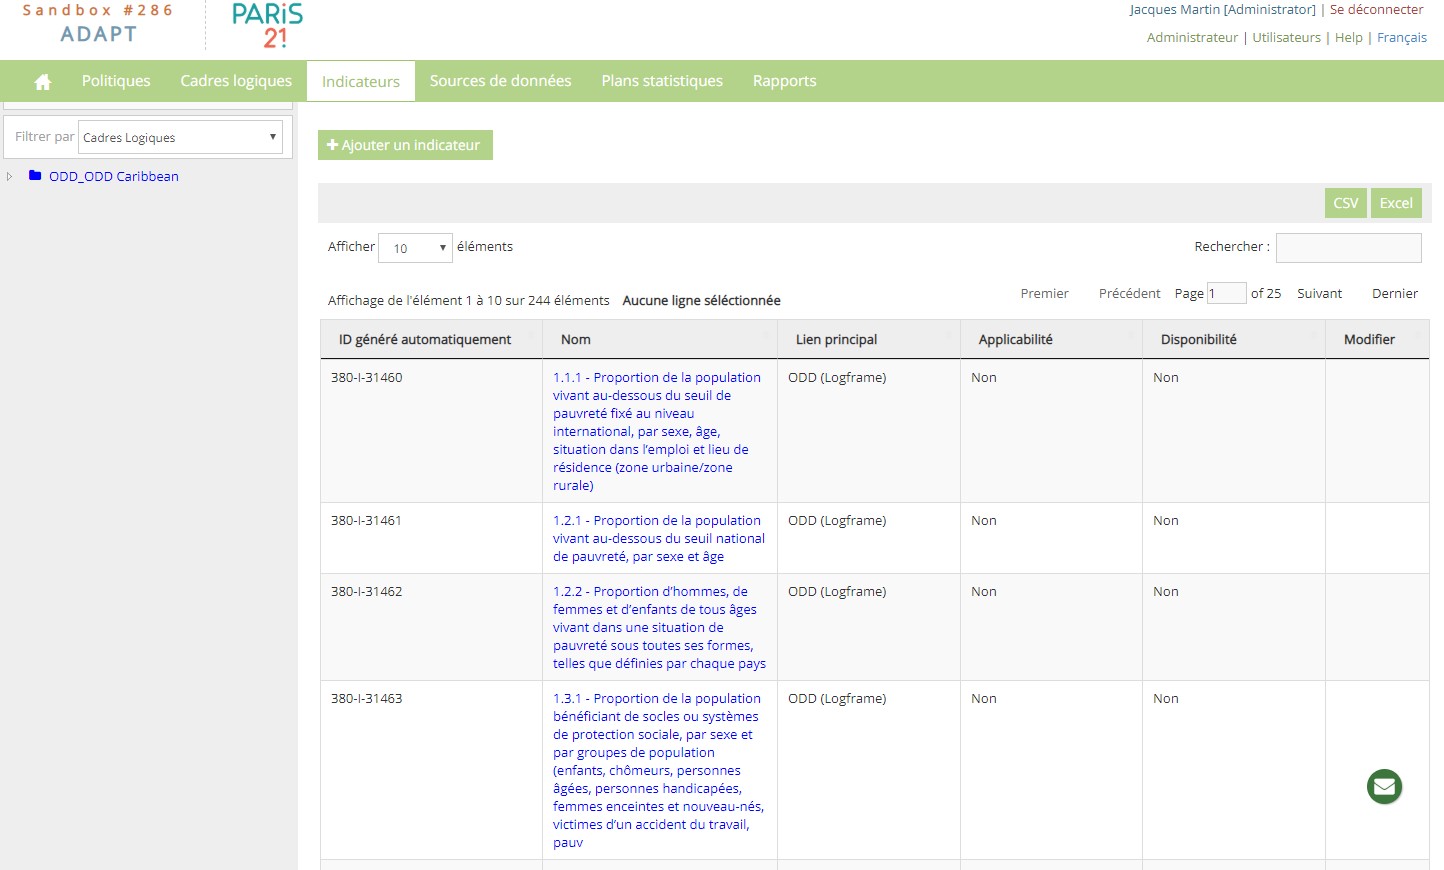 Sandbox #286
ADAPT
PARiS
21
Jacques Martin [Administrator] | Se déconnecter
Administrateur | Utilisateurs | Help | Français
Politiques Cadres logiques Indicateurs Sources de données Plans statistiques Rapports
Filtrer par Cadres Logiques
ODD_ODD Caribbean
Ajouter un indicateur
CSV Excel
Afficher 10 éléments
Rechercher :
Affichage de l'élément 1 à 10 sur 244 éléments Aucune ligne séléctionnée
Premier Précédent Page 1 of 25 Suivant Dernier
ID généré automatiquement Nom Lien principal Applicabilité Disponibilité Modifier
380-I-31460
1.1.1 - Proportion de la population
vivant au-dessous du seuil de
pauvreté fixé au niveau
international, par sexe, âge,
situation dans l’emploi et lieu de
résidence (zone urbaine/zone
rurale)
ODD (Logframe)
Non
Non
380-I-31461
1.2.1 - Proportion de la population
vivant au-dessous du seuil national
de pauvreté, par sexe et âge
ODD (Logframe)
Non
Non
380-I-31462
1.2.2 - Proportion d’hommes, de
femmes et d’enfants de tous âges
vivant dans une situation de
pauvreté sous toutes ses formes,
telles que définies par chaque pays
ODD (Logframe)
Non
Non
380-I-31463
1.3.1 - Proportion de la population
bénéficiant de socles ou systèmes
de protection sociale, par sexe et
par groupes de population
(enfants, chômeurs, personnes
âgées, personnes handicapées,
femmes enceintes et nouveau-nés,
victimes d’un accident du travail,
pauv
ODD (Logframe)
Non
Non